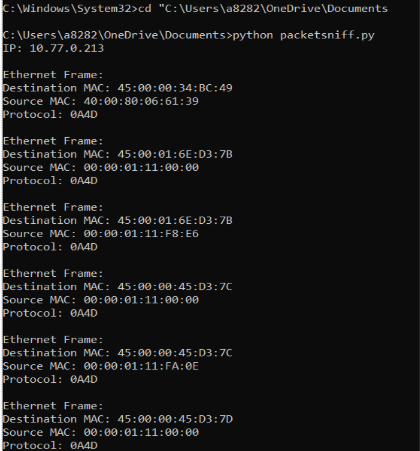 C:\Windows\System32>cd "C:\Users\a8282\OneDrive\Documents
C:\Users\a8282\OneDrive\Documents>python packetsniff.py
IP: 10.77.0.213
Ethernet Frame:
Destination MAC: 45:00:00:34:BC:49
Source MAC: 40:00:80:06:61:39
Protocol: 0A4D
Ethernet Frame:
Destination MAC: 45:00:01:6E:D3:7B
Source MAC: 00:00:01:11:00:00
Protocol: 0A4D
Ethernet Frame:
Destination MAC: 45:00:01:6E:D3:7B
Source MAC: 00:00:01:11:F8:E6
Protocol: 0A4D
Ethernet Frame:
Destination MAC: 45:00:00:45:D3:7C
Source MAC: 00:00:01:11:00:00
Protocol: 0A4D
Ethernet Frame:
Destination MAC: 45:00:00:45:D3:7C
Source MAC: 00:00:01:11:FA:0E
Protocol: 0A4D
Ethernet Frame:
Destination MAC: 45:00:00:45:D3:7D
Source MAC: 00:00:01:11:00:00
Protocol: 0A4D